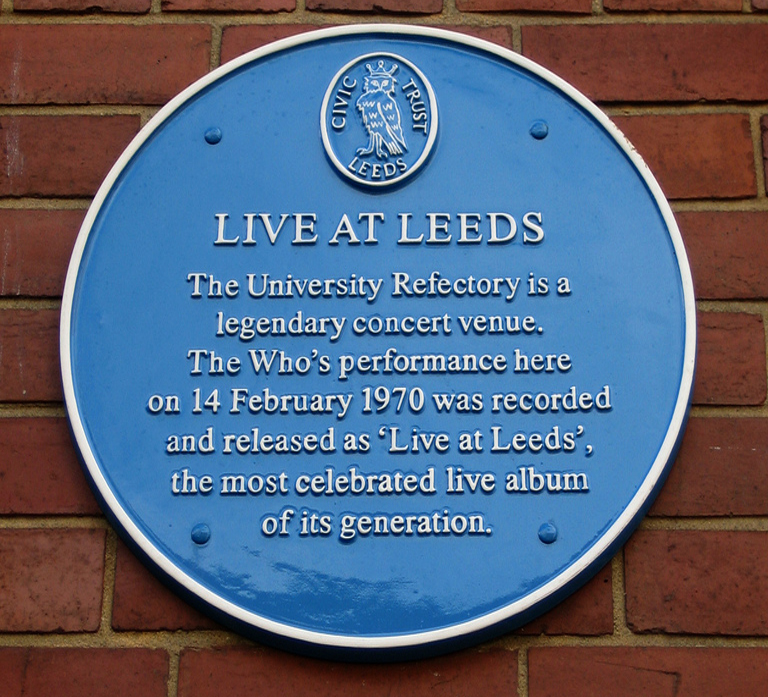 CIVIC TRUST
LEEDS
LIVE AT LEEDS
The University Refectory is a
legendary concert venue.
The Who's performance here
on 14 February 1970 was recorded
and released as ‘Live at Leeds’,
the most celebrated live album
of its generation.